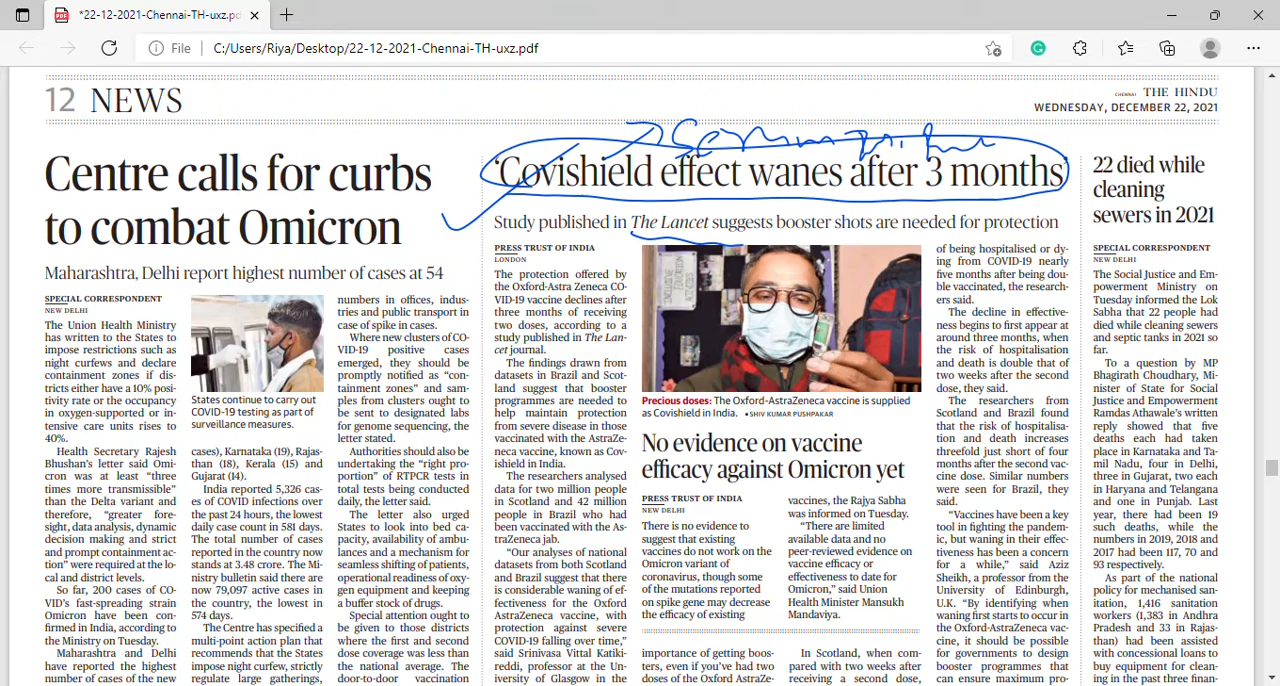 *22-12-2021-Chennai-TH-uxz.pd
File
C:/Users/Riya/Desktop/22-12-2021-Chennai-TH-uxz.pdf
12 NEWS
CHENNAI THE HINDU
WEDNESDAY, DECEMBER 22, 2021
Centre calls for curbs
to combat Omicron
Maharashtra, Delhi report highest number of cases at 54
SPECIAL CORRESPONDENT
NEW DELHI
The Union Health Ministry
has written to the States to
impose restrictions such as
night curfews and declare
containment zones if dis-
tricts either have a 10% posi-
tivity rate or the occupancy
in oxygen-supported or in-
tensive care units rises to
40%.
Health Secretary Rajesh
Bhushan's letter said Omi-
cron was at least “three
times more transmissible”
than the Delta variant and
therefore, “greater fore-
sight, data analysis, dynamic
decision making and strict
and prompt containment ac-
tion” were required at the lo-
cal and district levels.
So far, 200 cases of CO-
VID's fast-spreading strain
Omicron have been con-
firmed in India, according to
the Ministry on Tuesday.
Maharashtra and Delhi
have reported the highest
number of cases of the new
States continue to carry out
COVID-19 testing as part of
surveillance measures.
cases), Karnataka (19), Rajas-
than (18), Kerala (15) and
Gujarat (14).
India reported 5,326 cas-
es of COVID infections over
the past 24 hours, the lowest
daily case count in 581 days.
The total number of cases
reported in the country now
stands at 3.48 crore. The Mi-
nistry bulletin said there are
now 79,097 active cases in
the country, the lowest in
574 days.
The Centre has specified a
multi-point action plan that
recommends that the States
impose night curfew, strictly
regulate large gatherings,
numbers in offices, indus-
tries and public transport in
case of spike in cases.
Where new clusters of CO-
VID-19 positive cases
emerged, they should be
promptly notified as “con-
tainment zones” and sam-
ples from clusters ought to
be sent to designated labs
for genome sequencing, the
letter stated.
Authorities should also be
undertaking the “right pro-
portion” of RTPCR tests in
total tests being conducted
daily, the letter said.
The letter also urged
States to look into bed ca-
pacity, availability of ambu-
lances and a mechanism for
seamless shifting of patients,
operational readiness of oxy-
gen equipment and keeping
a buffer stock of drugs.
Special attention ought to
be given to those districts
where the first and second
dose coverage was less than
the national average. The
door-to-door vaccination
‘Covishield effect wanes after 3 months’
Study published in The Lancet suggests booster shots are needed for protection
PRESS TRUST OF INDIA
LONDON
The protection offered by
the Oxford-Astra Zeneca CO-
VID-19 vaccine declines after
three months of receiving
two doses, according to a
study published in The Lan-
cet journal.
The findings drawn from
datasets in Brazil and Scot-
land suggest that booster
programmes are needed to
help maintain protection
from severe disease in those
vaccinated with the AstraZe-
neca vaccine, known as Cov-
ishield in India.
The researchers analysed
data for two million people
in Scotland and 42 million
people in Brazil who had
been vaccinated with the As-
traZeneca jab.
“Our analyses of national
datasets from both Scotland
and Brazil suggest that there
is considerable waning of ef-
fectiveness for the Oxford
AstraZeneca vaccine, with
protection against severe
COVID-19 falling over time,”
said Srinivasa Vittal Katiki-
reddi, professor at the Un-
iversity of Glasgow in the
Precious doses: The Oxford-AstraZeneca vaccine is supplied
as Covishield in India. ●SHIV KUMAR PUSHPAKAR
No evidence on vaccine
efficacy against Omicron yet
PRESS TRUST OF INDIA
NEW DELHI
There is no evidence to
suggest that existing
vaccines do not work on the
Omicron variant of
coronavirus, though some
of the mutations reported
on spike gene may decrease
the efficacy of existing
vaccines, the Rajya Sabha
was informed on Tuesday.
“There are limited
available data and no
peer-reviewed evidence on
vaccine efficacy or
effectiveness to date for
Omicron,” said Union
Health Minister Mansukh
Mandaviya.
importance of getting boos-
ters, even if you've had two
doses of the Oxford AstraZe-
In Scotland, when com-
pared with two weeks after
receiving a second dose,
of being hospitalised or dy-
ing from COVID-19 nearly
five months after being dou-
ble vaccinated, the research-
ers said.
The decline in effective-
ness begins to first appear at
around three months, when
the risk of hospitalisation
and death is double that of
two weeks after the second
dose, they said.
The researchers from
Scotland and Brazil found
that the risk of hospitalisa-
tion and death increases
threefold just short of four
months after the second vac-
cine dose. Similar numbers
were seen for Brazil, they
said.
“Vaccines have been a key
tool in fighting the pandem-
ic, but waning in their effec-
tiveness has been a concern
for a while,” said Aziz
Sheikh, a professor from the
University of Edinburgh,
U.K. “By identifying when
waning first starts to occur in
the Oxford-AstraZeneca vac-
cine, it should be possible
for governments to design
booster programmes that
can ensure maximum pro-
22 died while
cleaning
sewers in 2021
SPECIAL CORRESPONDENT
NEW DELHI
The Social Justice and Em-
powerment Ministry on
Tuesday informed the Lok
Sabha that 22 people had
died while cleaning sewers
and septic tanks in 2021 so
far.
To a question by MP
Bhagirath Choudhary, Mi-
nister of State for Social
Justice and Empowerment
Ramdas Athawale's written
reply showed that five
deaths each had taken
place in Karnataka and Ta-
mil Nadu, four in Delhi,
three in Gujarat, two each
in Haryana and Telangana
and one in Punjab. Last
year, there had been 19
such deaths, while the
numbers in 2019, 2018 and
2017 had been 117, 70 and
93 respectively.
As part of the national
policy for mechanised san-
itation, 1,416 sanitation
workers (1,383 in Andhra
Pradesh and 33 in Rajas-
than) had been assisted
with concessional loans to
buy equipment for clean-
ing in the past three finan-